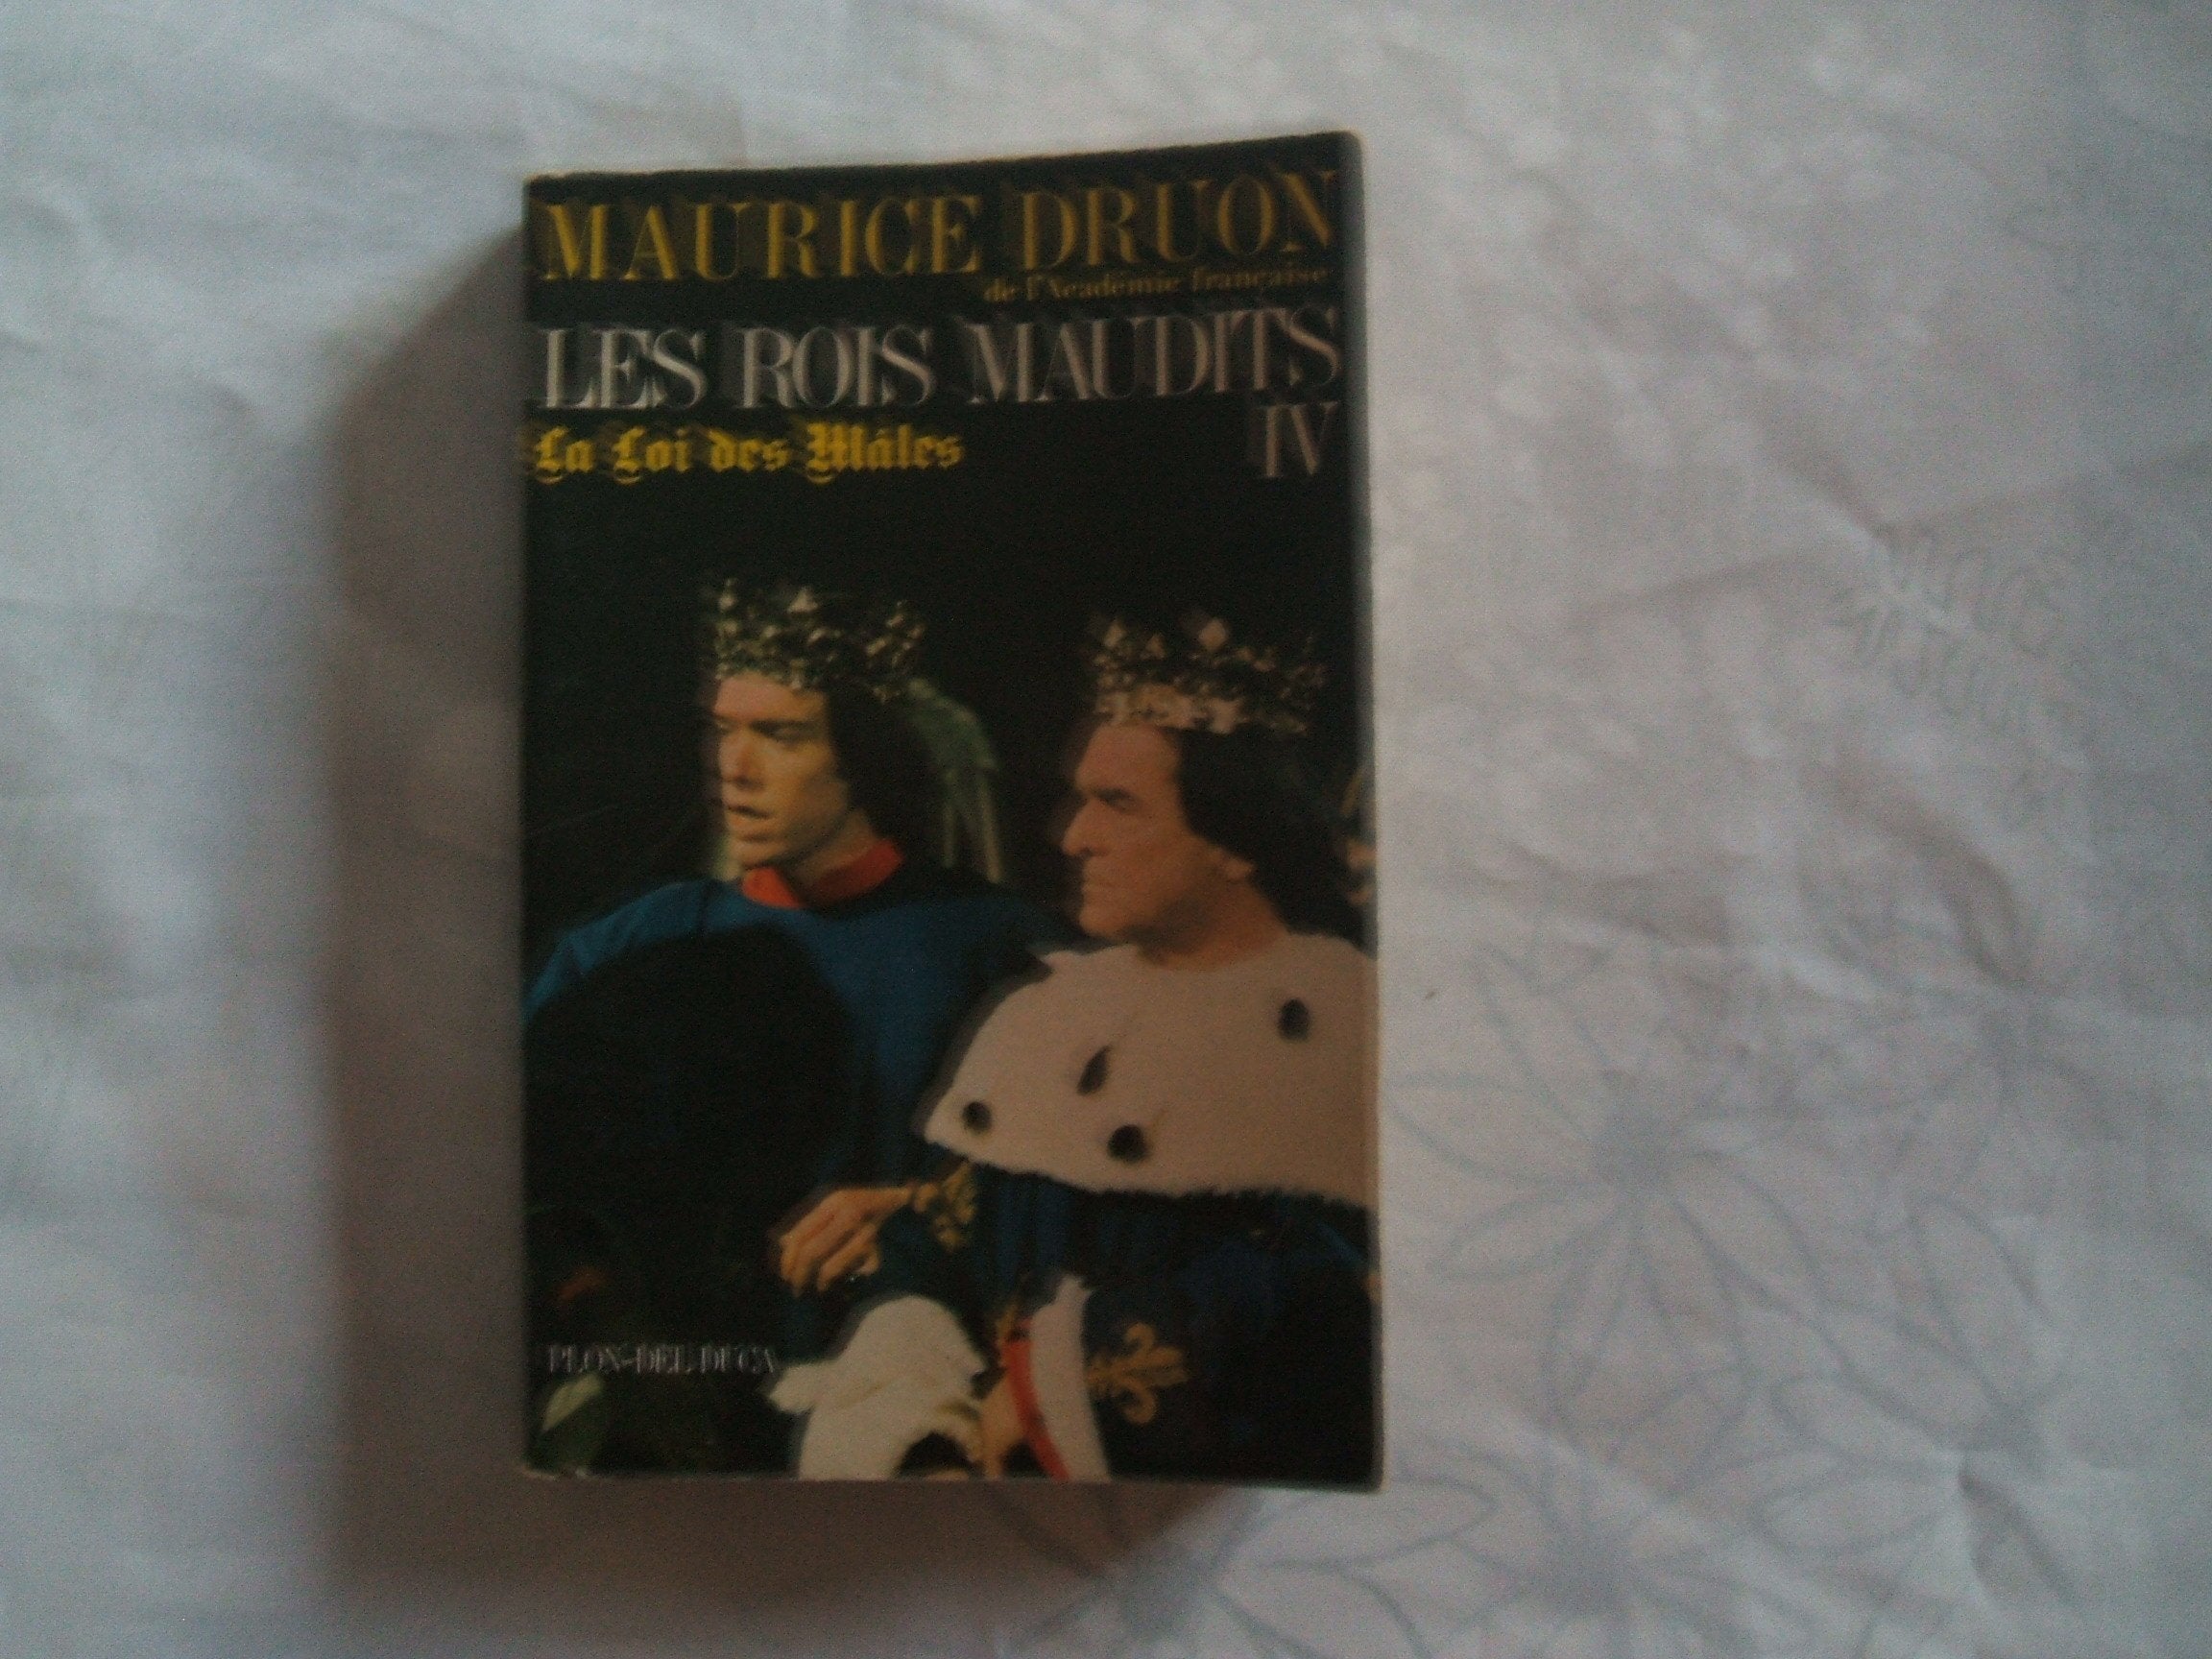 MAURICE DRUON
de l'Académie française
LES ROIS MAUDITS
IV
La Loi des Mâles
PLON-DEL DUCA